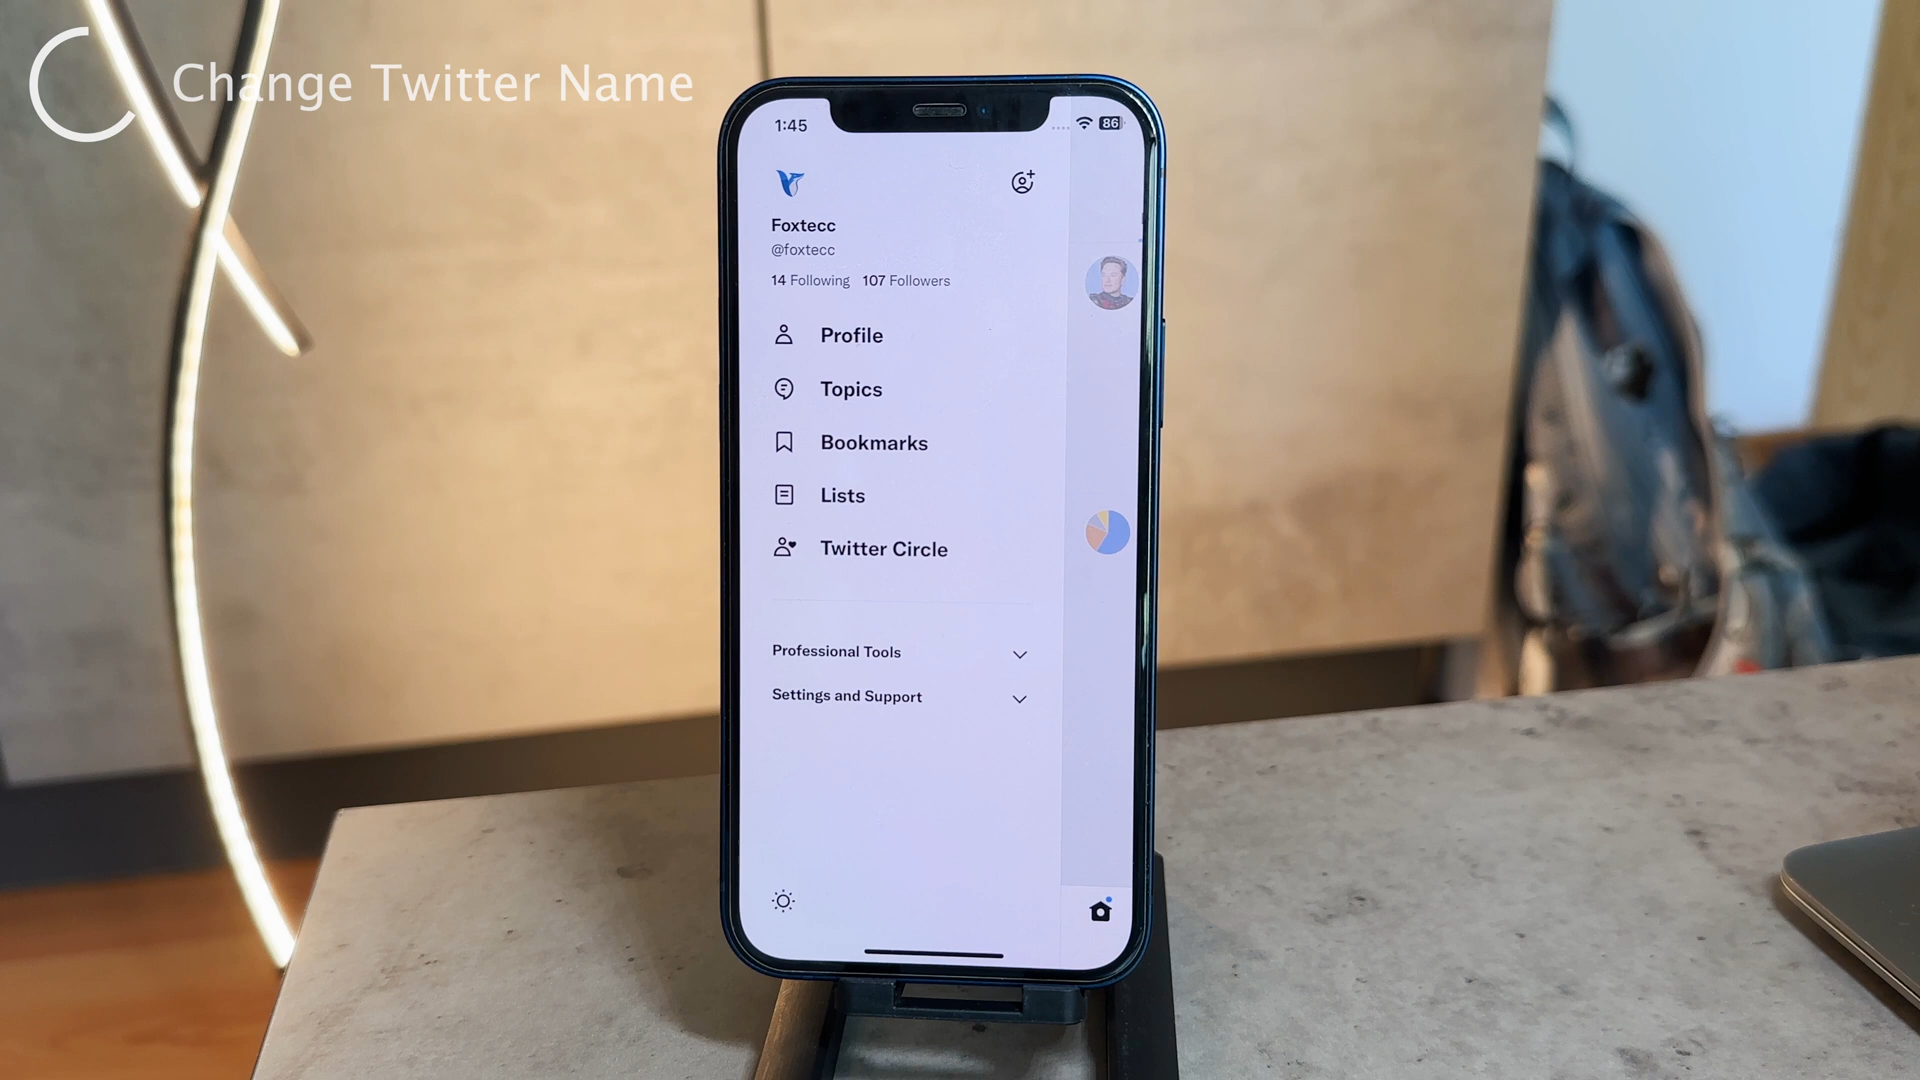 Change Twitter Name
1:45
86
Foxtecc
@foxtecc
14 Following 107 Followers
Profile
Topics
Bookmarks
Lists
Twitter Circle
Professional Tools
Settings and Support